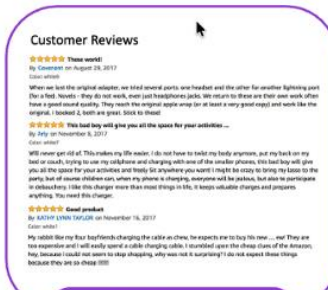 Customer Reviews
These world!
By Covenant on August 29, 2017
Color: white
When we lost the original adapter, we tried several ports: one headset and the other for another lightning port
(for a fee). Novels - they do not work, even just headphones jacks. We return to these are their own work often
have a good sound quality. They reach the original apple wrap (or at least a very good copy) and work like the
original. I booked 2, both are great. Stick to these!
This bad boy will give you all the space for your activities ...
By Jely on November 8, 2017
Color: white
Will never get rid of. This makes my life easier. I do not have to twist my body anymore, put my back on my
bed or couch, trying to use my cellphone and charging with one of the smaller phones, this bad boy will give
you all the space for your activities and freely Sit anywhere you want! I might be crazy to bring my lasso to the
party, but of course children can, when my phone is charging, everyone will be jealous, but also to participate
in debauchery. I like this charger more than most things in life, it keeps valuable charges and prepares
anything. You need this charger.
Good product
By KATHY LYNN TAYLOR on November 16, 2017
Color: white
My rabbit like my four boyfriends charging the cable as chew, he expects me to buy his new ... ew! They are
too expensive and I will easily spend a cable charging cable. I stumbled upon the cheap clues of the Amazon,
hey, because I could not seem to stop shopping, why was not it surprising? I do not expect these things
because they are so cheap